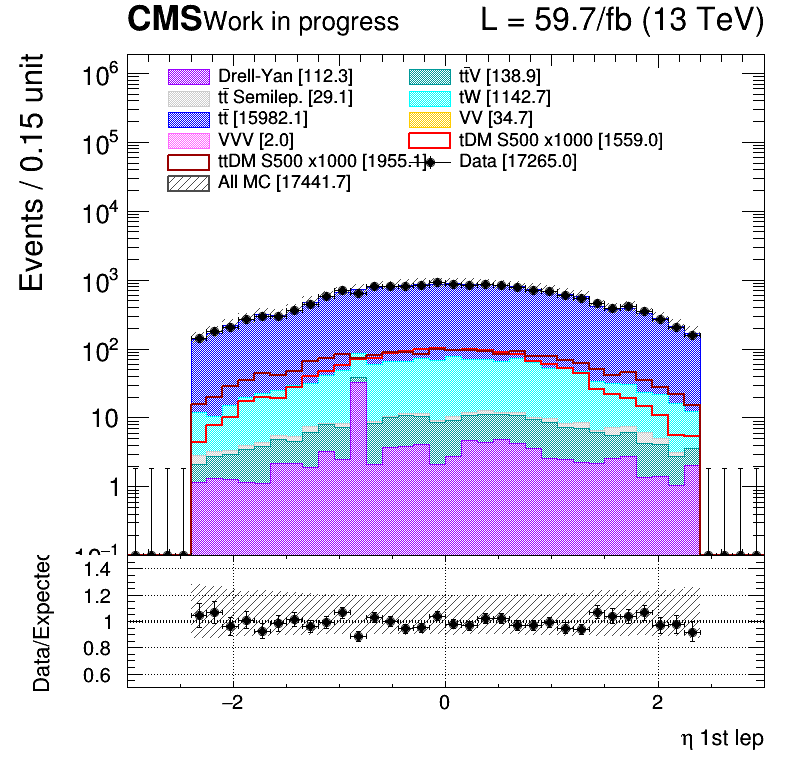 CMS Work in progress L = 59.7/fb (13 TeV)
Events / 0.15 unit
10⁶
10⁵
10⁴
10³
10²
10
1
10⁻¹
Drell-Yan [112.3]
tt̄V [138.9]
tt̄ Semilep. [29.1]
tW [1142.7]
tt̄ [15982.1]
VV [34.7]
VVV [2.0]
tDM S500 x1000 [1559.0]
ttDM S500 x1000 [1955.1]
Data [17265.0]
All MC [17441.7]
Data/Expected
1.4
1.2
1
0.8
0.6
−2 0 2
η 1st lep